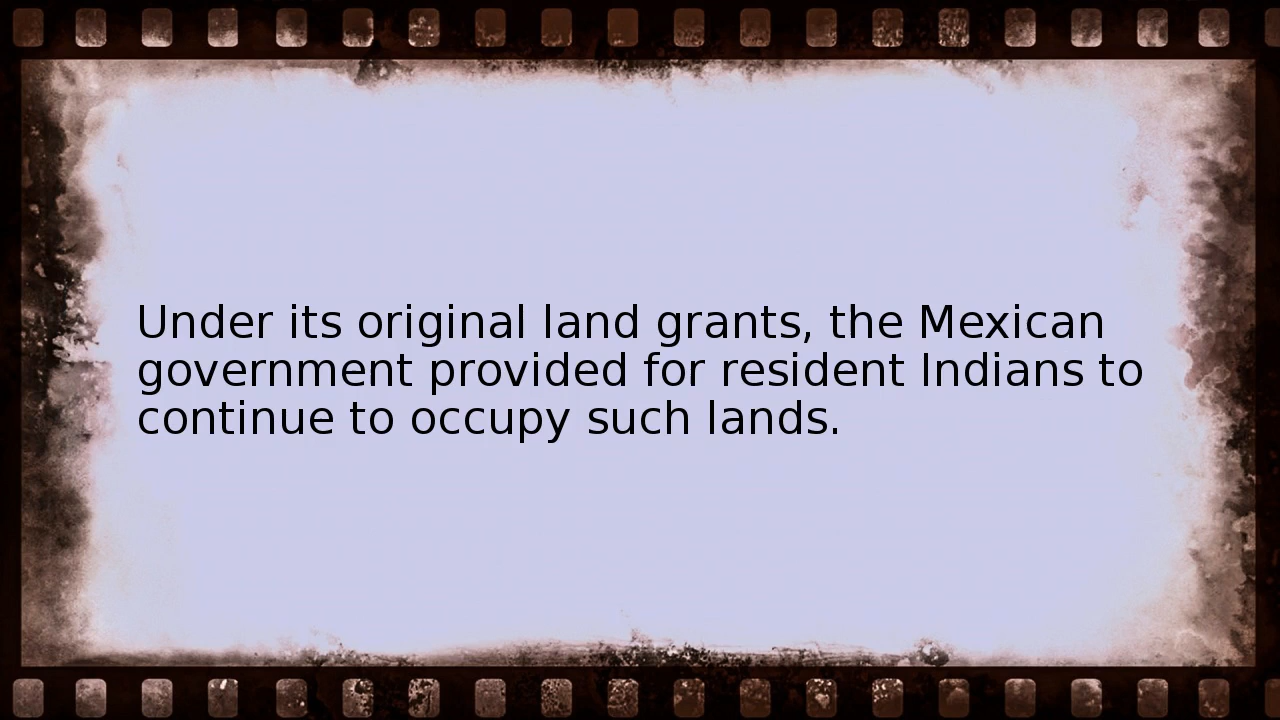 Under its original land grants, the Mexican
government provided for resident Indians to
continue to occupy such lands.